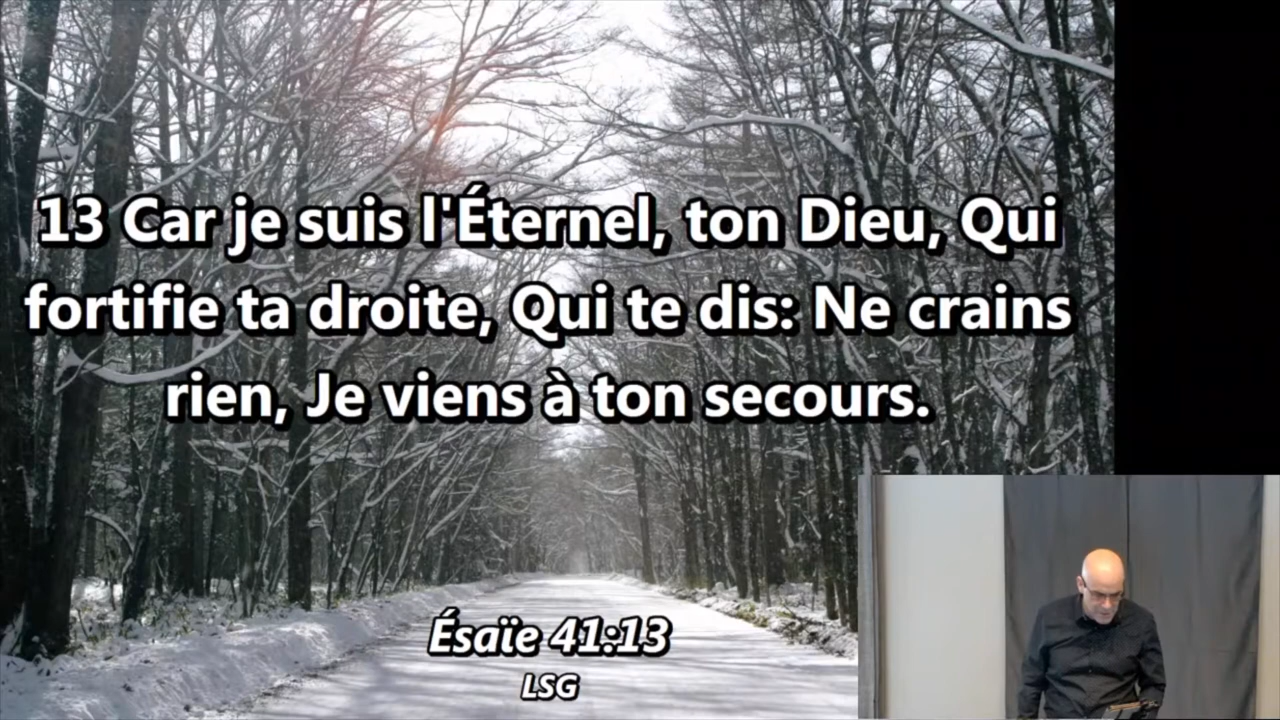 13 Car je suis l'Éternel, ton Dieu, Qui
fortifie ta droite, Qui te dis: Ne crains
rien, Je viens à ton secours.
Ésaïe 41:13
LSG